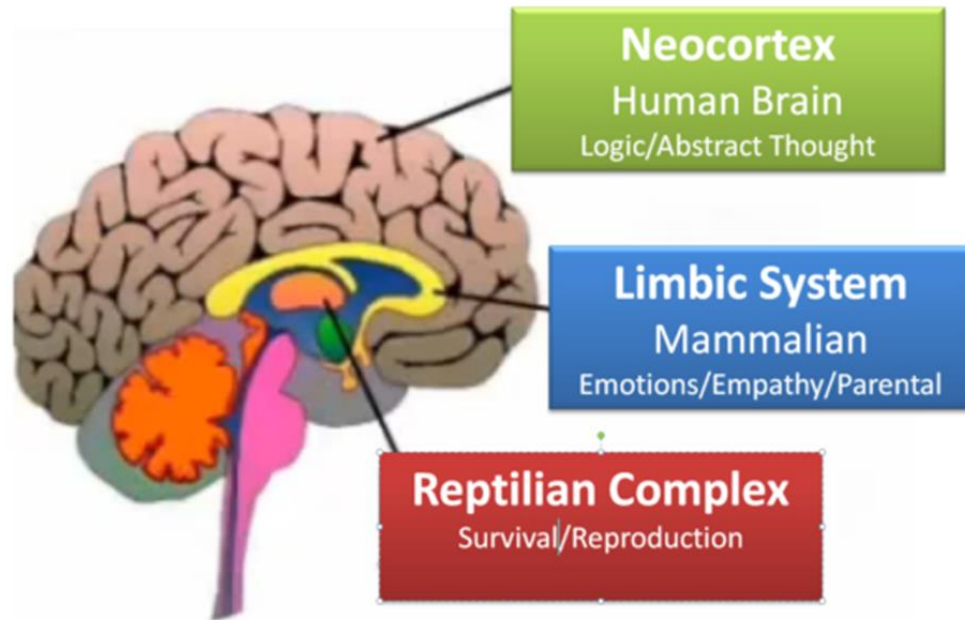 Neocortex
Human Brain
Logic/Abstract Thought
Limbic System
Mammalian
Emotions/Empathy/Parental
Reptilian Complex
Survival/Reproduction